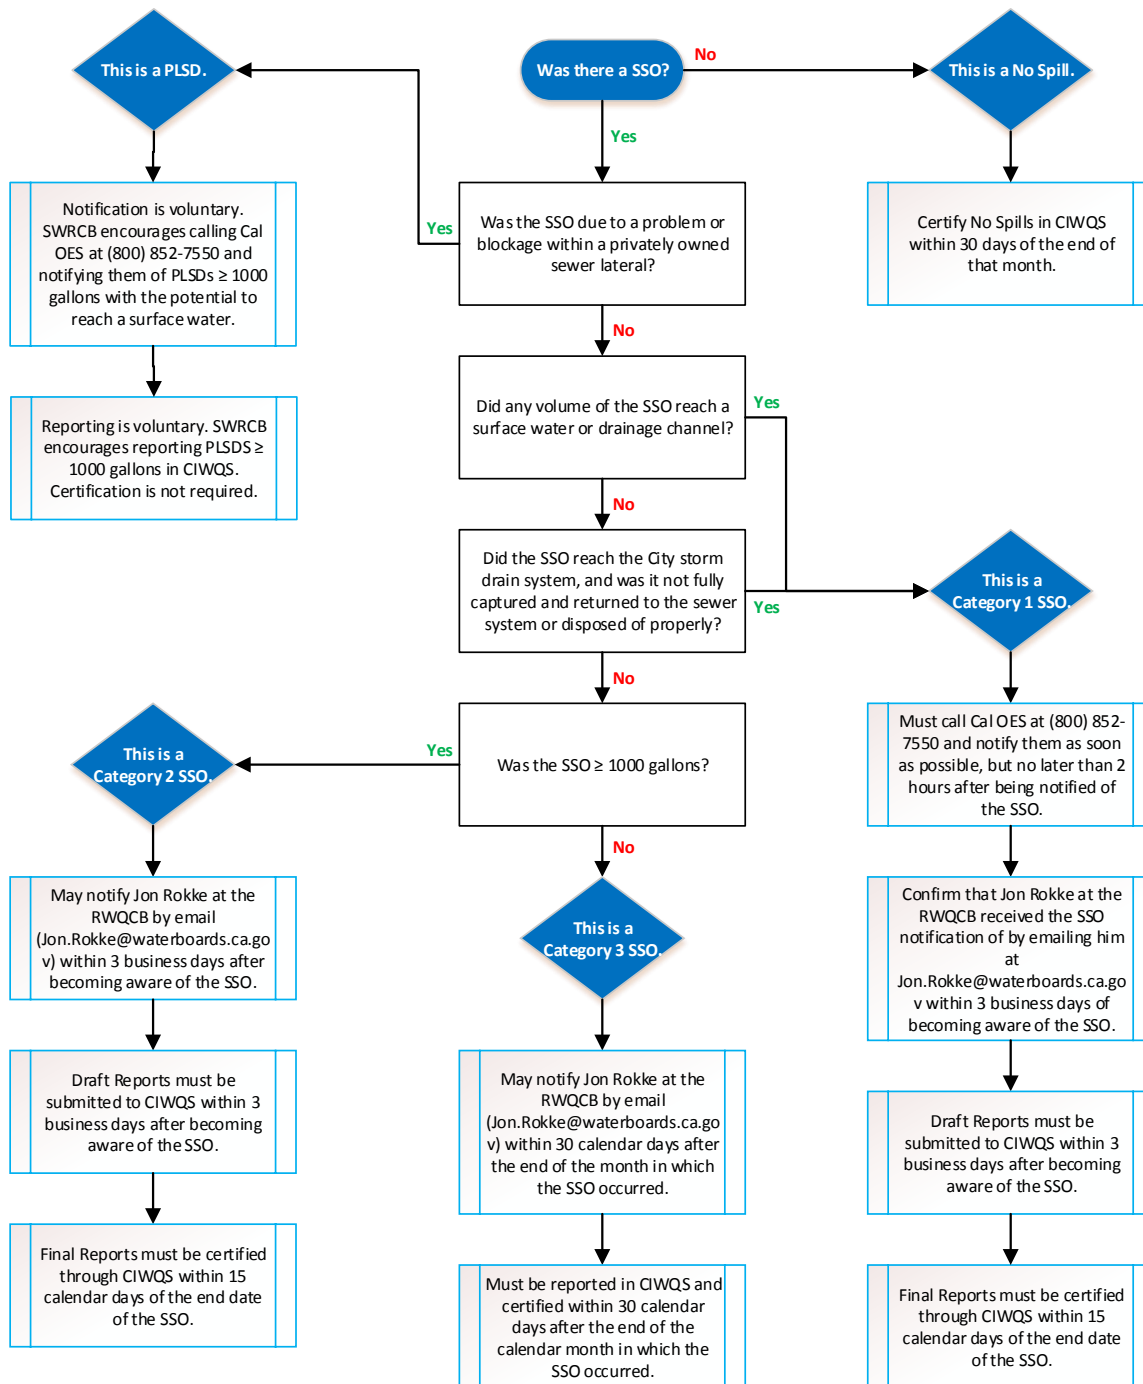 This is a PLSD.
Was there a SSO?
No
This is a No Spill.
Yes
Notification is voluntary.
SWRCB encourages calling Cal
OES at (800) 852-7550 and
notifying them of PLSDs ≥ 1000
gallons with the potential to
reach a surface water.
Yes
Was the SSO due to a problem or
blockage within a privately owned
sewer lateral?
Certify No Spills in CIWQS
within 30 days of the end of
that month.
No
Reporting is voluntary. SWRCB
encourages reporting PLSDS ≥
1000 gallons in CIWQS.
Certification is not required.
Did any volume of the SSO reach a
surface water or drainage channel?
Yes
No
Did the SSO reach the City storm
drain system, and was it not fully
captured and returned to the sewer
system or disposed of properly?
Yes
This is a
Category 1 SSO.
No
This is a
Category 2 SSO.
Yes
Was the SSO ≥ 1000 gallons?
Must call Cal OES at (800) 852-
7550 and notify them as soon
as possible, but no later than 2
hours after being notified of
the SSO.
No
May notify Jon Rokke at the
RWQCB by email
(Jon.Rokke@waterboards.ca.go
v) within 3 business days after
becoming aware of the SSO.
This is a
Category 3 SSO.
Confirm that Jon Rokke at the
RWQCB received the SSO
notification of by emailing him
at
Jon.Rokke@waterboards.ca.go
v within 3 business days of
becoming aware of the SSO.
Draft Reports must be
submitted to CIWQS within 3
business days after becoming
aware of the SSO.
May notify Jon Rokke at the
RWQCB by email
(Jon.Rokke@waterboards.ca.go
v) within 30 calendar days after
the end of the month in which
the SSO occurred.
Draft Reports must be
submitted to CIWQS within 3
business days after becoming
aware of the SSO.
Final Reports must be certified
through CIWQS within 15
calendar days of the end date
of the SSO.
Must be reported in CIWQS and
certified within 30 calendar
days after the end of the
calendar month in which the
SSO occurred.
Final Reports must be certified
through CIWQS within 15
calendar days of the end date
of the SSO.